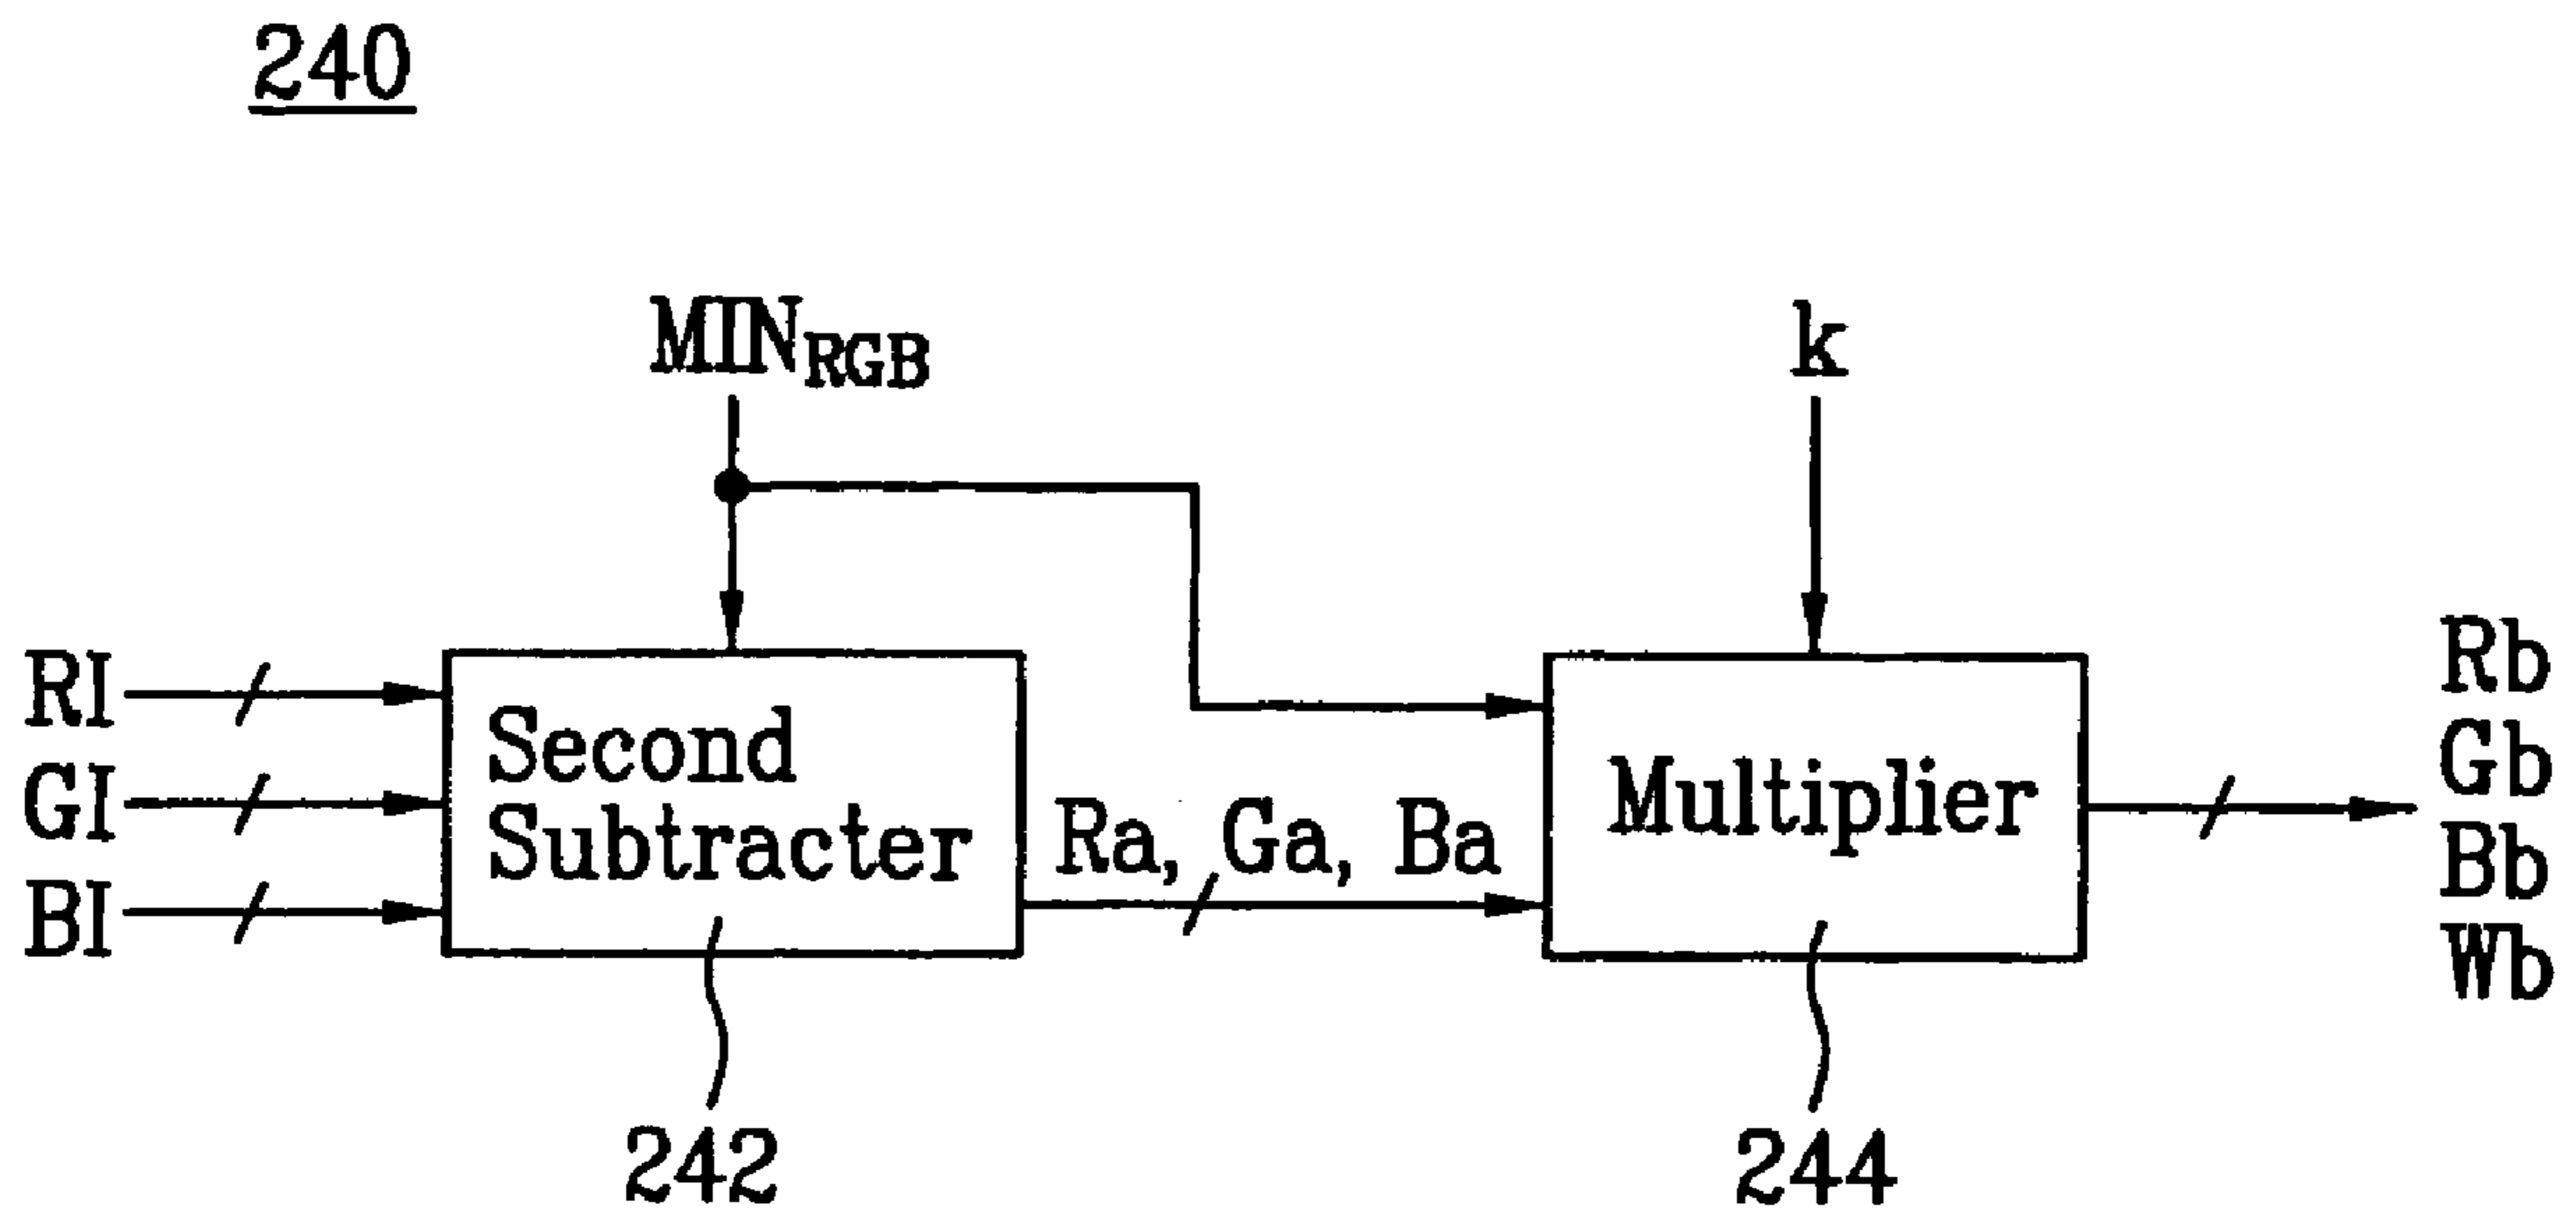 240
MINRGB
k
RI
GI
BI
Second
Subtracter
Ra, Ga, Ba
Multiplier
Rb
Gb
Bb
Wb
242
244